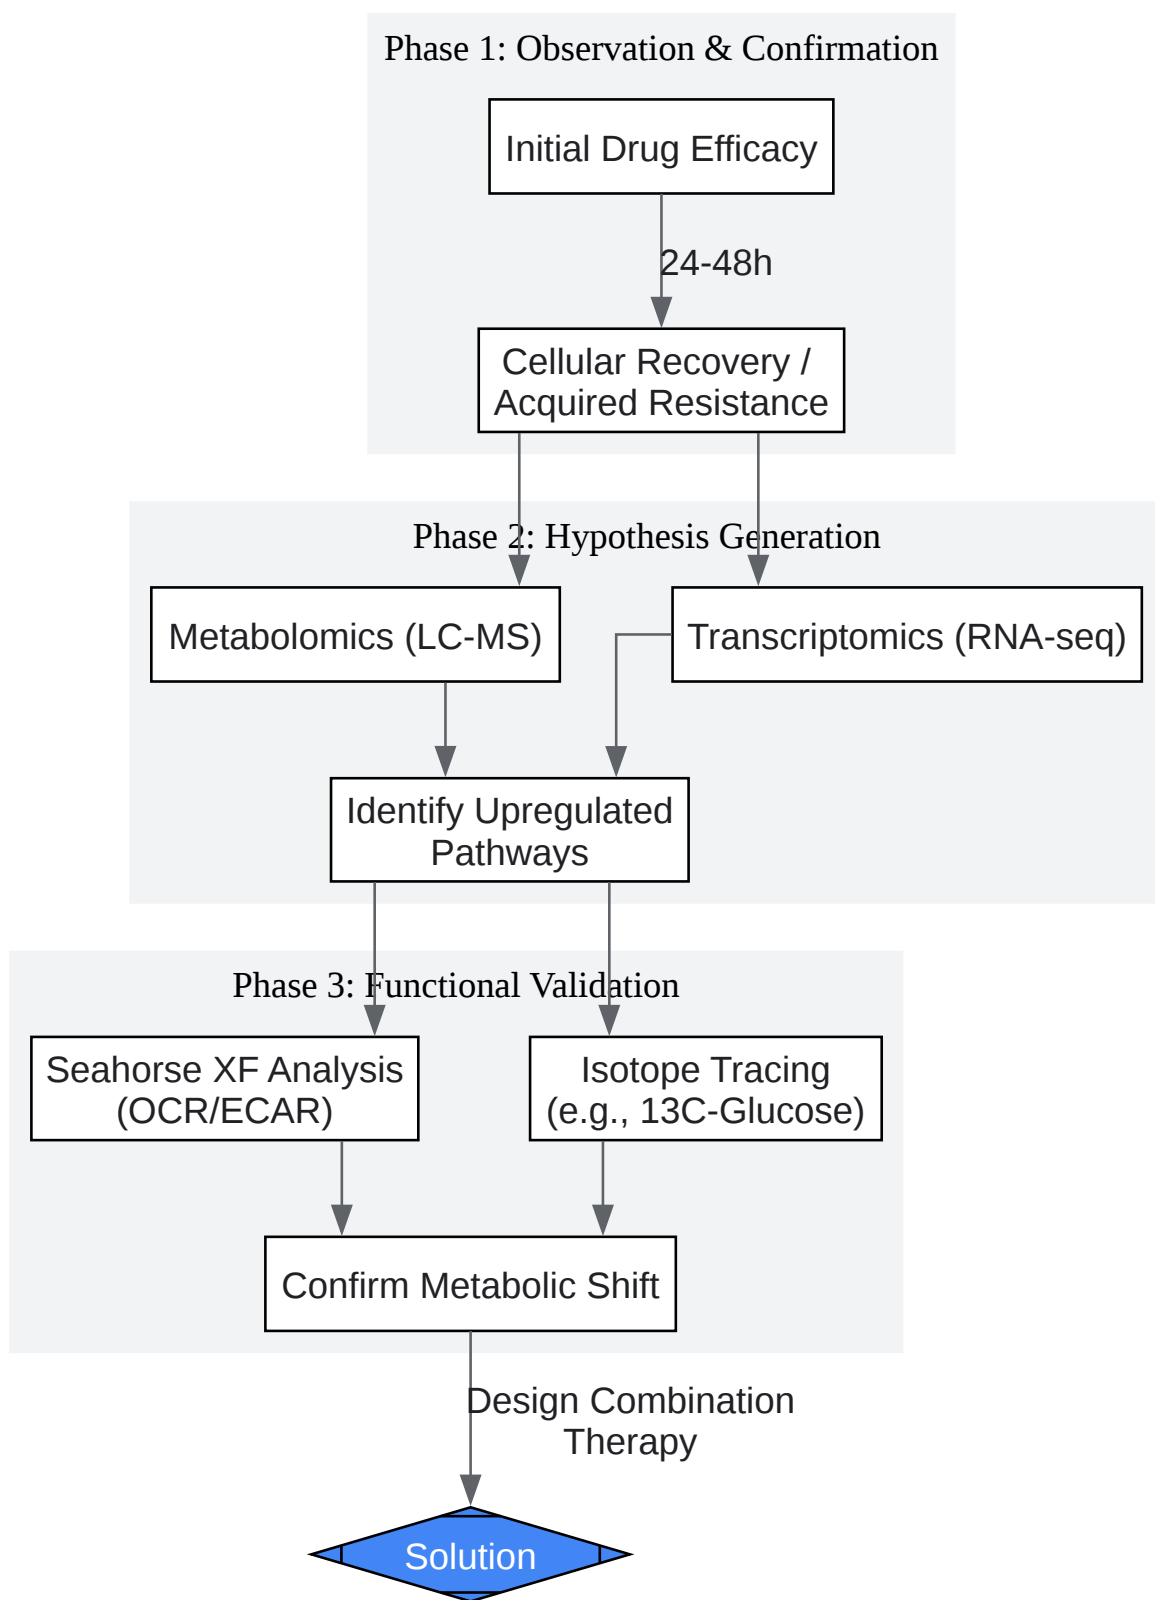 Phase 1: Observation & Confirmation
Initial Drug Efficacy
24-48h
Cellular Recovery /
Acquired Resistance
Phase 2: Hypothesis Generation
Metabolomics (LC-MS)
Transcriptomics (RNA-seq)
Identify Upregulated
Pathways
Phase 3: Functional Validation
Seahorse XF Analysis
(OCR/ECAR)
Isotope Tracing
(e.g., 13C-Glucose)
Confirm Metabolic Shift
Design Combination
Therapy
Solution